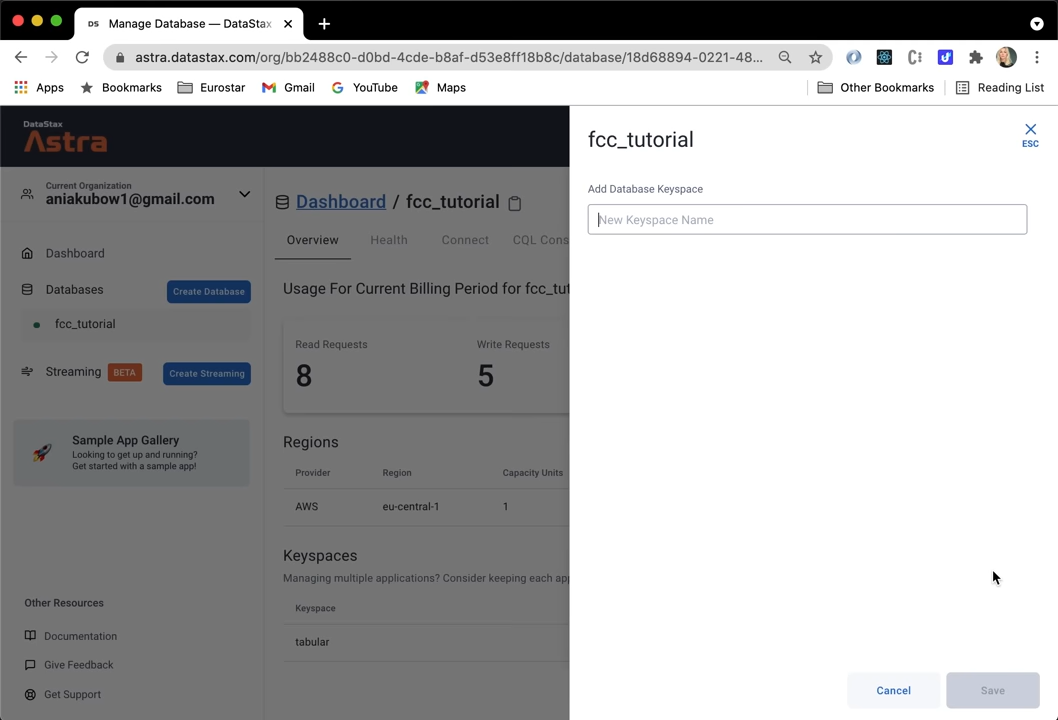 DS Manage Database — DataStax
astra.datastax.com/org/bb2488c0-d0bd-4cde-b8af-d53e8ff18b8c/database/18d68894-0221-48...
Apps Bookmarks Eurostar Gmail YouTube Maps Other Bookmarks Reading List
DataStax
Astra
Current Organization
aniakubow1@gmail.com
Dashboard
Databases Create Database
fcc_tutorial
Streaming BETA Create Streaming
Sample App Gallery
Looking to get up and running?
Get started with a sample app!
Other Resources
Documentation
Give Feedback
Get Support
Dashboard / fcc_tutorial
Overview Health Connect CQL Cons
Usage For Current Billing Period for fcc_tut
Read Requests Write Requests
8 5
Regions
Provider Region Capacity Units
AWS eu-central-1 1
Keyspaces
Managing multiple applications? Consider keeping each app
Keyspace
tabular
fcc_tutorial
ESC
Add Database Keyspace
New Keyspace Name
Cancel Save